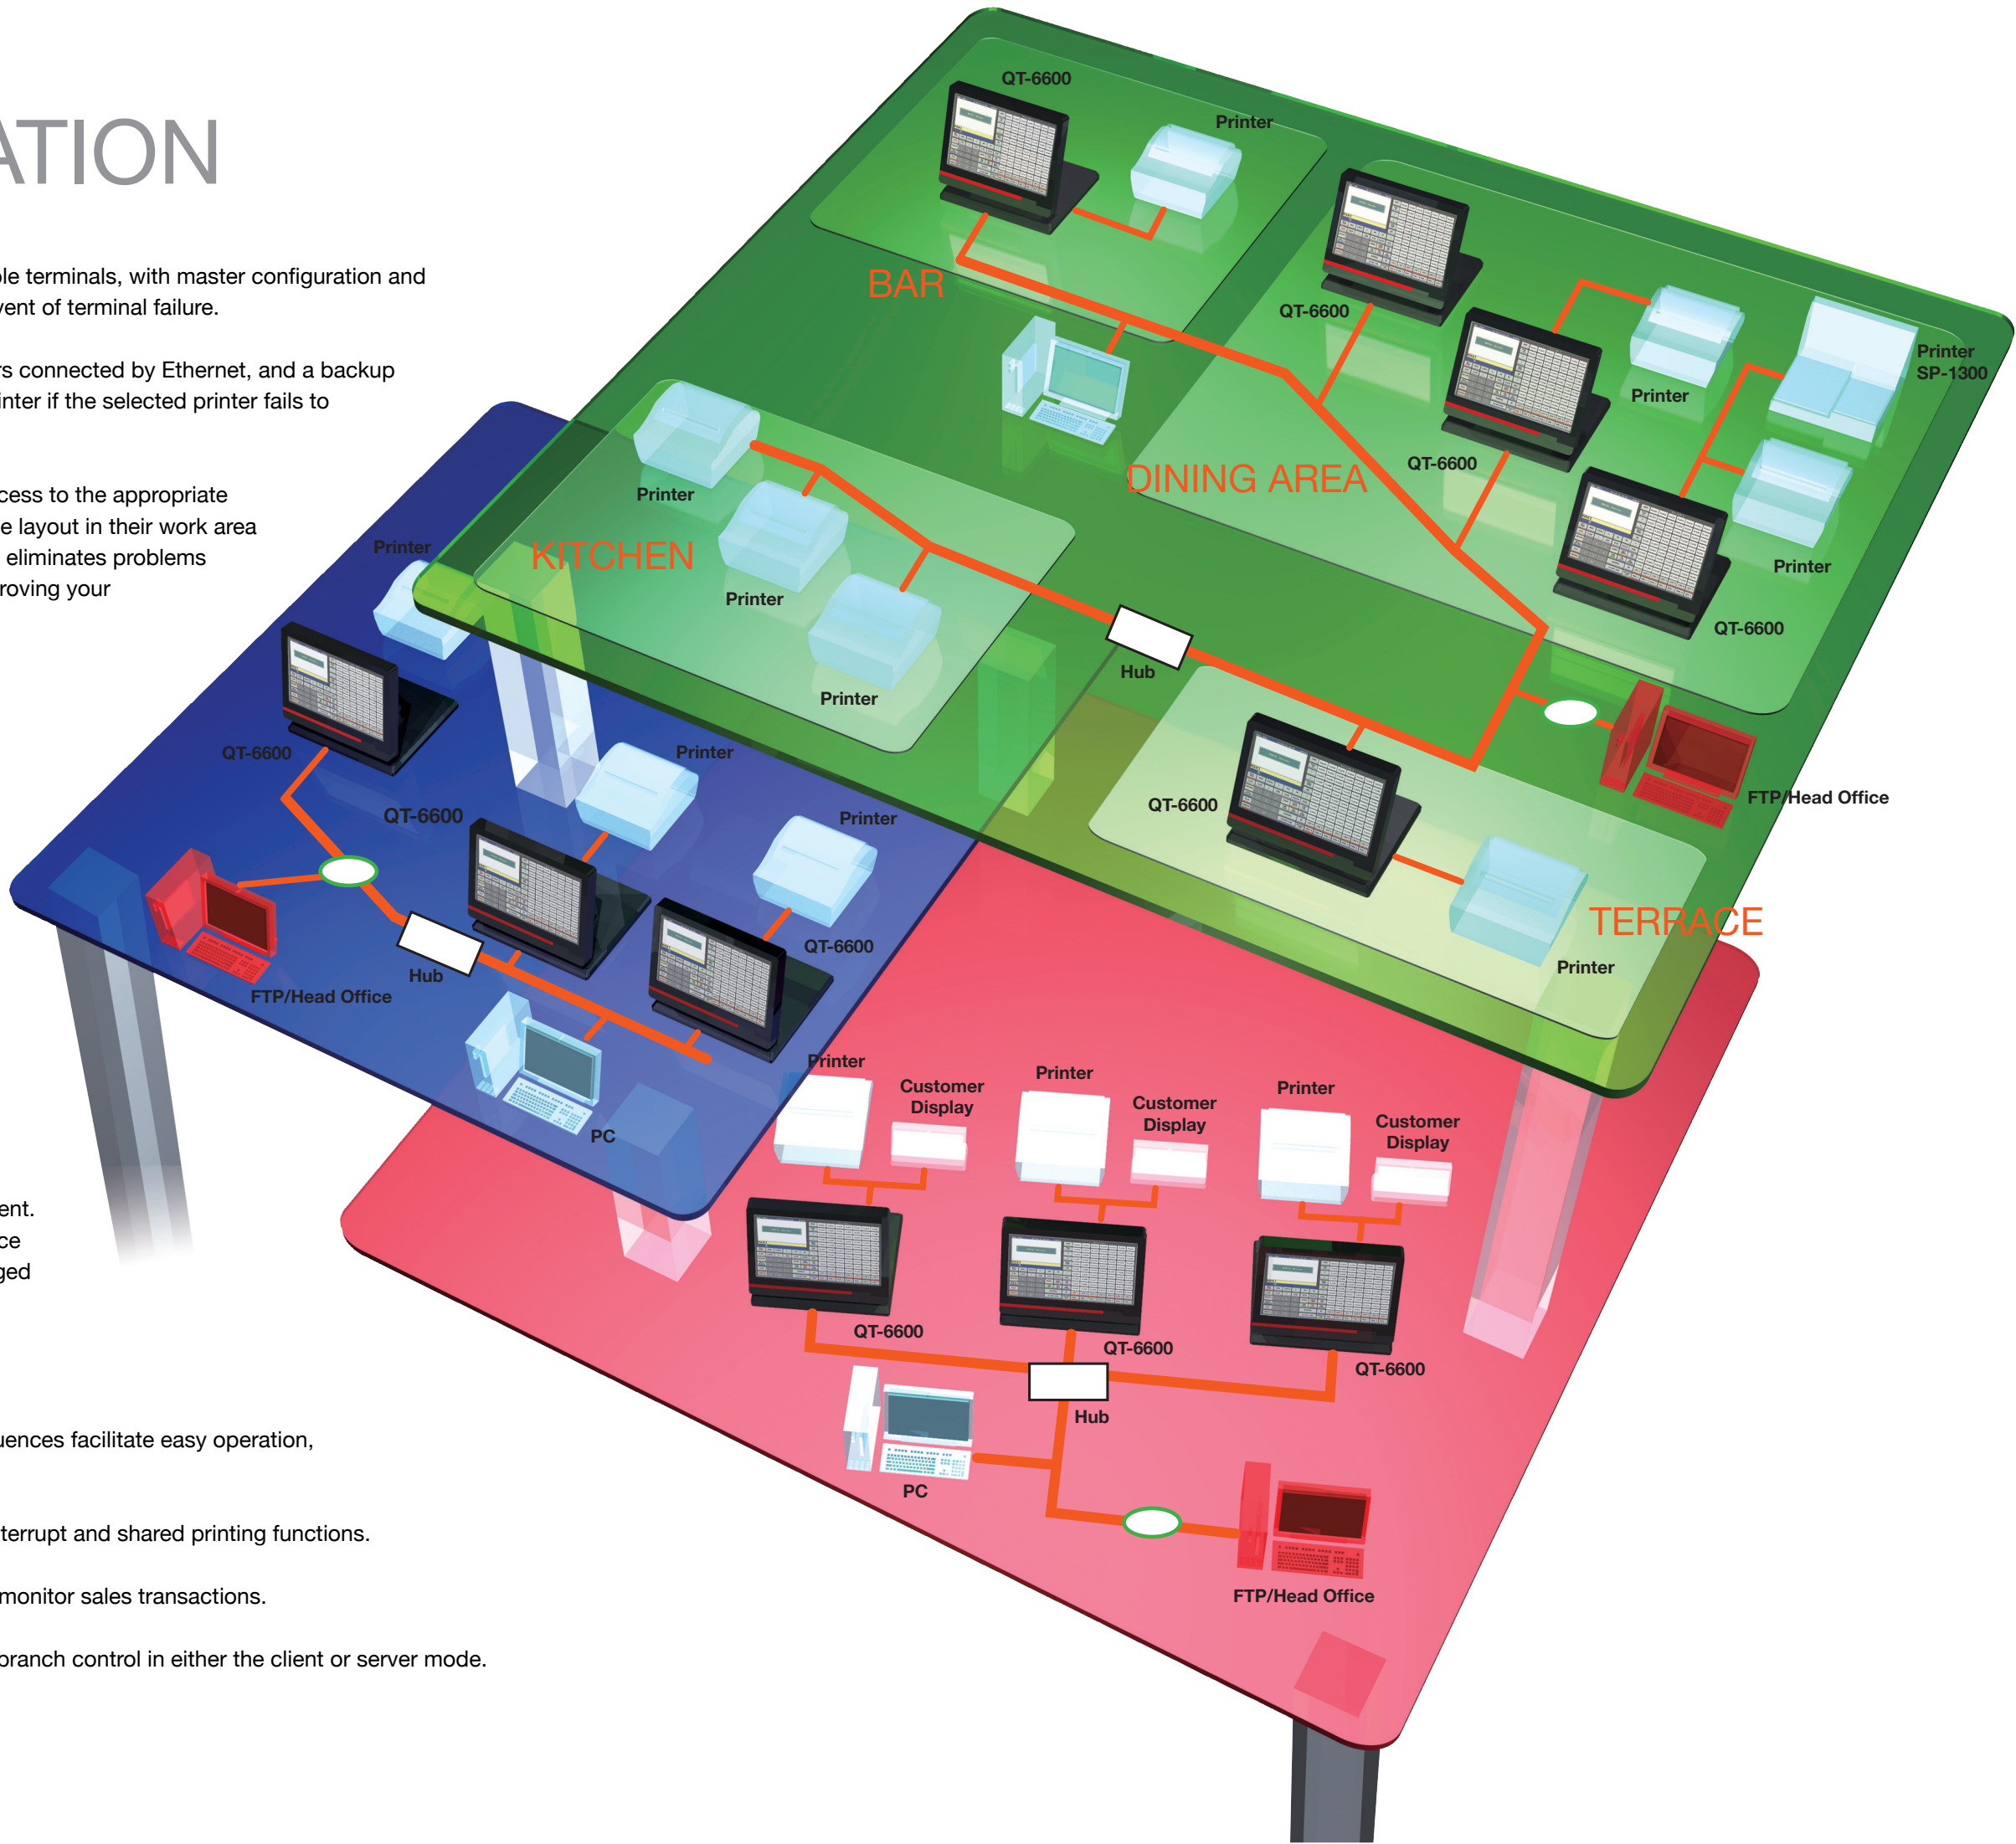 ATION
ble terminals, with master configuration and
vent of terminal failure.
rs connected by Ethernet, and a backup
inter if the selected printer fails to
ccess to the appropriate
e layout in their work area
eliminates problems
roving your
ent.
ce
ged
uences facilitate easy operation,
terrupt and shared printing functions.
monitor sales transactions.
branch control in either the client or server mode.
QT-6600
Printer
BAR
QT-6600
QT-6600
Printer
Printer
SP-1300
Printer
QT-6600
DINING AREA
Printer
Printer
Printer
KITCHEN
Hub
QT-6600
Printer
TERRACE
FTP/Head Office
Printer
QT-6600
Printer
QT-6600
Printer
QT-6600
Hub
FTP/Head Office
PC
Printer
Customer
Display
Printer
Customer
Display
Printer
Customer
Display
QT-6600
QT-6600
QT-6600
Hub
PC
FTP/Head Office